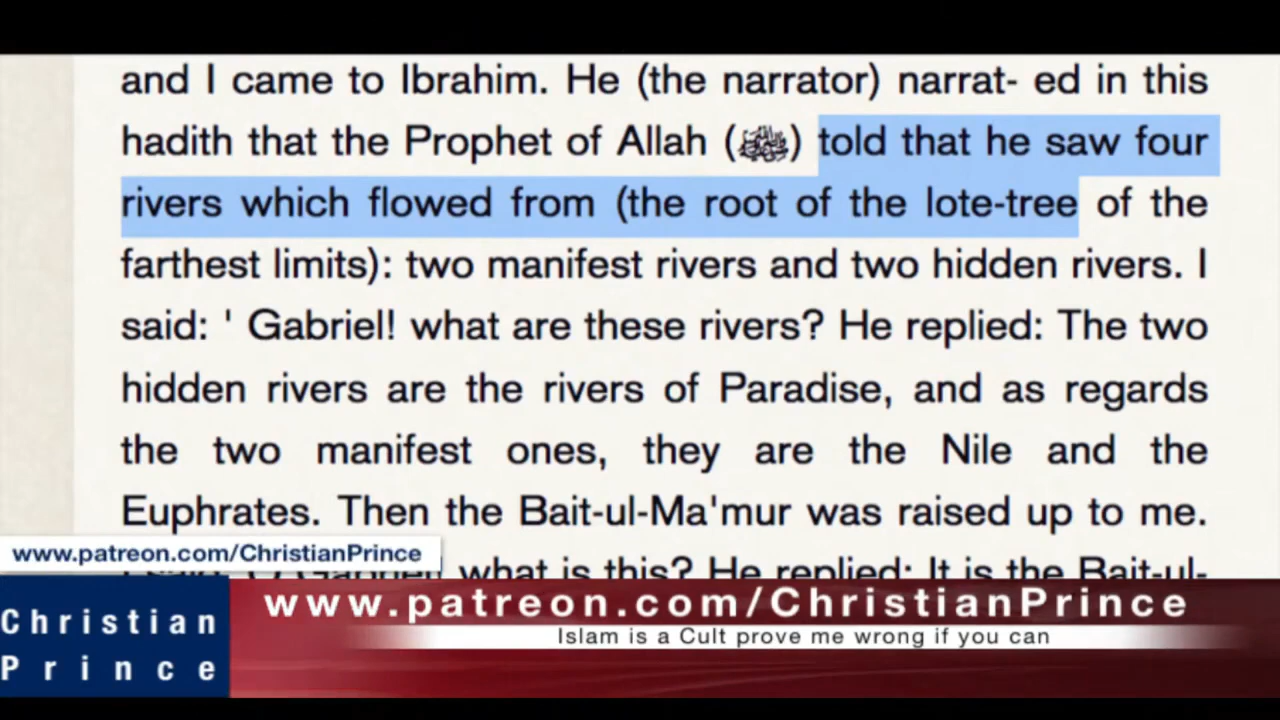 and I came to Ibrahim. He (the narrator) narrat- ed in this
hadith that the Prophet of Allah (ﷺ) told that he saw four
rivers which flowed from (the root of the lote-tree of the
farthest limits): two manifest rivers and two hidden rivers. I
said: ' Gabriel! what are these rivers? He replied: The two
hidden rivers are the rivers of Paradise, and as regards
the two manifest ones, they are the Nile and the
Euphrates. Then the Bait-ul-Ma'mur was raised up to me.
I said: 'O Gabriel! what is this? He replied: It is the Bait-ul-
www.patreon.com/ChristianPrince
www.patreon.com/ChristianPrince
Islam is a Cult prove me wrong if you can
Christian
Prince